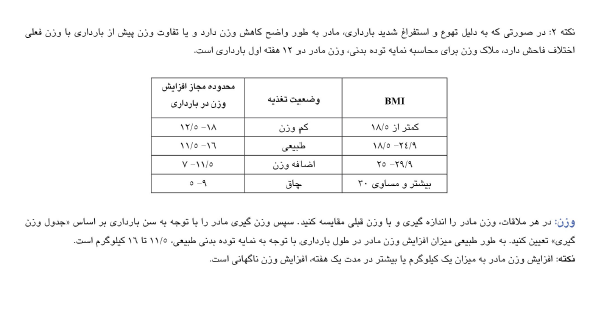 نکته ۲: در صورتی که به دلیل تهوع و استفراغ شدید بارداری، مادر به طور واضح کاهش وزن دارد و یا تفاوت وزن پیش از بارداری با وزن فعلی
اختلاف فاحش دارد، ملاک وزن برای محاسبه نمایه توده بدنی، وزن مادر در ۱۲ هفته اول بارداری است.
BMI وضعیت تغذیه محدوده مجاز افزایش وزن در بارداری
کمتر از ۱۸/۵ کم وزن ۱۸- ۱۲/۵
۲۴/۹- ۱۸/۵ طبیعی ۱۶- ۱۱/۵
۲۹/۹- ۲۵ اضافه وزن ۱۱/۵- ۷
بیشتر و مساوی ۳۰ چاق ۹- ۵
وزن: در هر ملاقات، وزن مادر را اندازه گیری و با وزن قبلی مقایسه کنید. سپس وزن گیری مادر را با توجه به سن بارداری بر اساس «جدول وزن
گیری» تعیین کنید. به طور طبیعی میزان افزایش وزن مادر در طول بارداری با توجه به نمایه توده بدنی طبیعی، ۱۱/۵ تا ۱۶ کیلوگرم است.
نکته: افزایش وزن مادر به میزان یک کیلوگرم یا بیشتر در مدت یک هفته، افزایش وزن ناگهانی است.